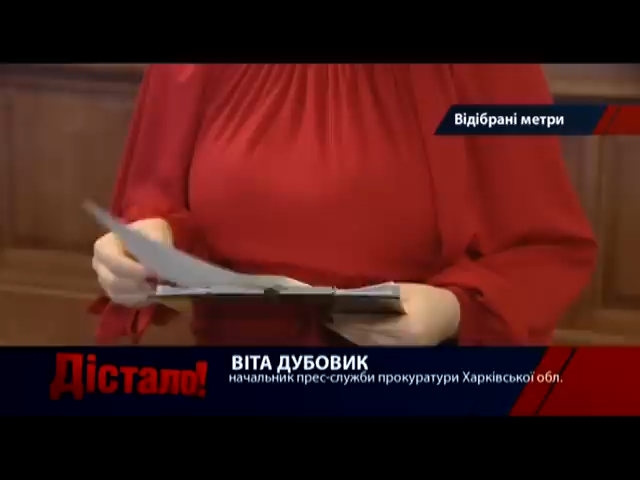 Відібрані метри
Дістало!
ВІТА ДУБОВИК
начальник прес-служби прокуратури Харківської обл.